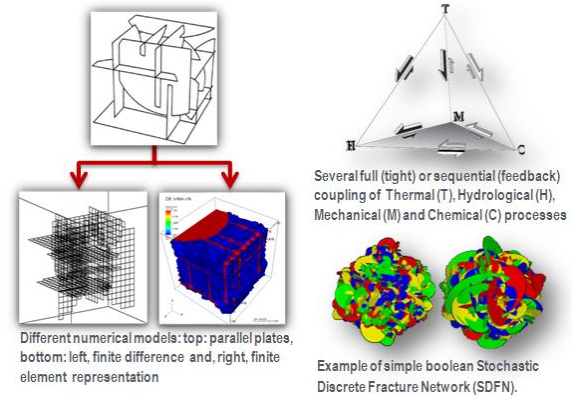 T
H
M
C
Several full (tight) or sequential (feedback)
coupling of Thermal (T), Hydrological (H),
Mechanical (M) and Chemical (C) processes
Different numerical models: top: parallel plates,
bottom: left, finite difference and, right, finite
element representation
Example of simple boolean Stochastic
Discrete Fracture Network (SDFN).